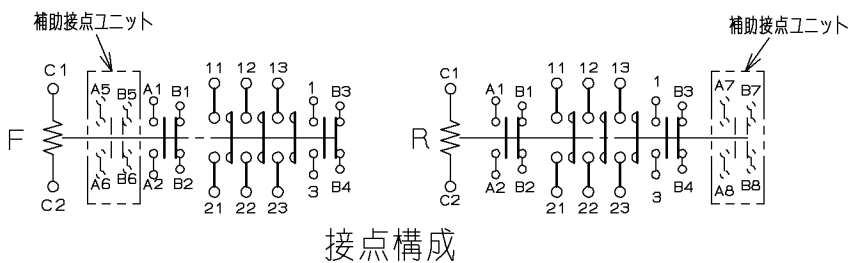 補助接点ユニット
補助接点ユニット
C1 A5 B5 A1 B1 11 12 13 1 B3
F
C2 A6 B6 A2 B2 21 22 23 3 B4
C1 A1 B1 11 12 13 1 B3 A7 B7
R
C2 A2 B2 21 22 23 3 B4 A8 B8
接点構成